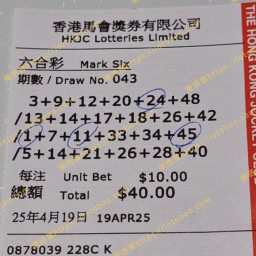 香港馬會獎券有限公司
HKJC Lotteries Limited
六合彩 Mark Six
期數 / Draw No. 043
3+9+12+20+24+48
/13+14+17+18+26+42
/1+7+11+33+34+45
/5+14+21+26+28+40
每注 Unit Bet $10.00
總額 Total $40.00
25年4月19日 19APR25
0878039 228C K
THE HONG KONG JOCKEY CLUB